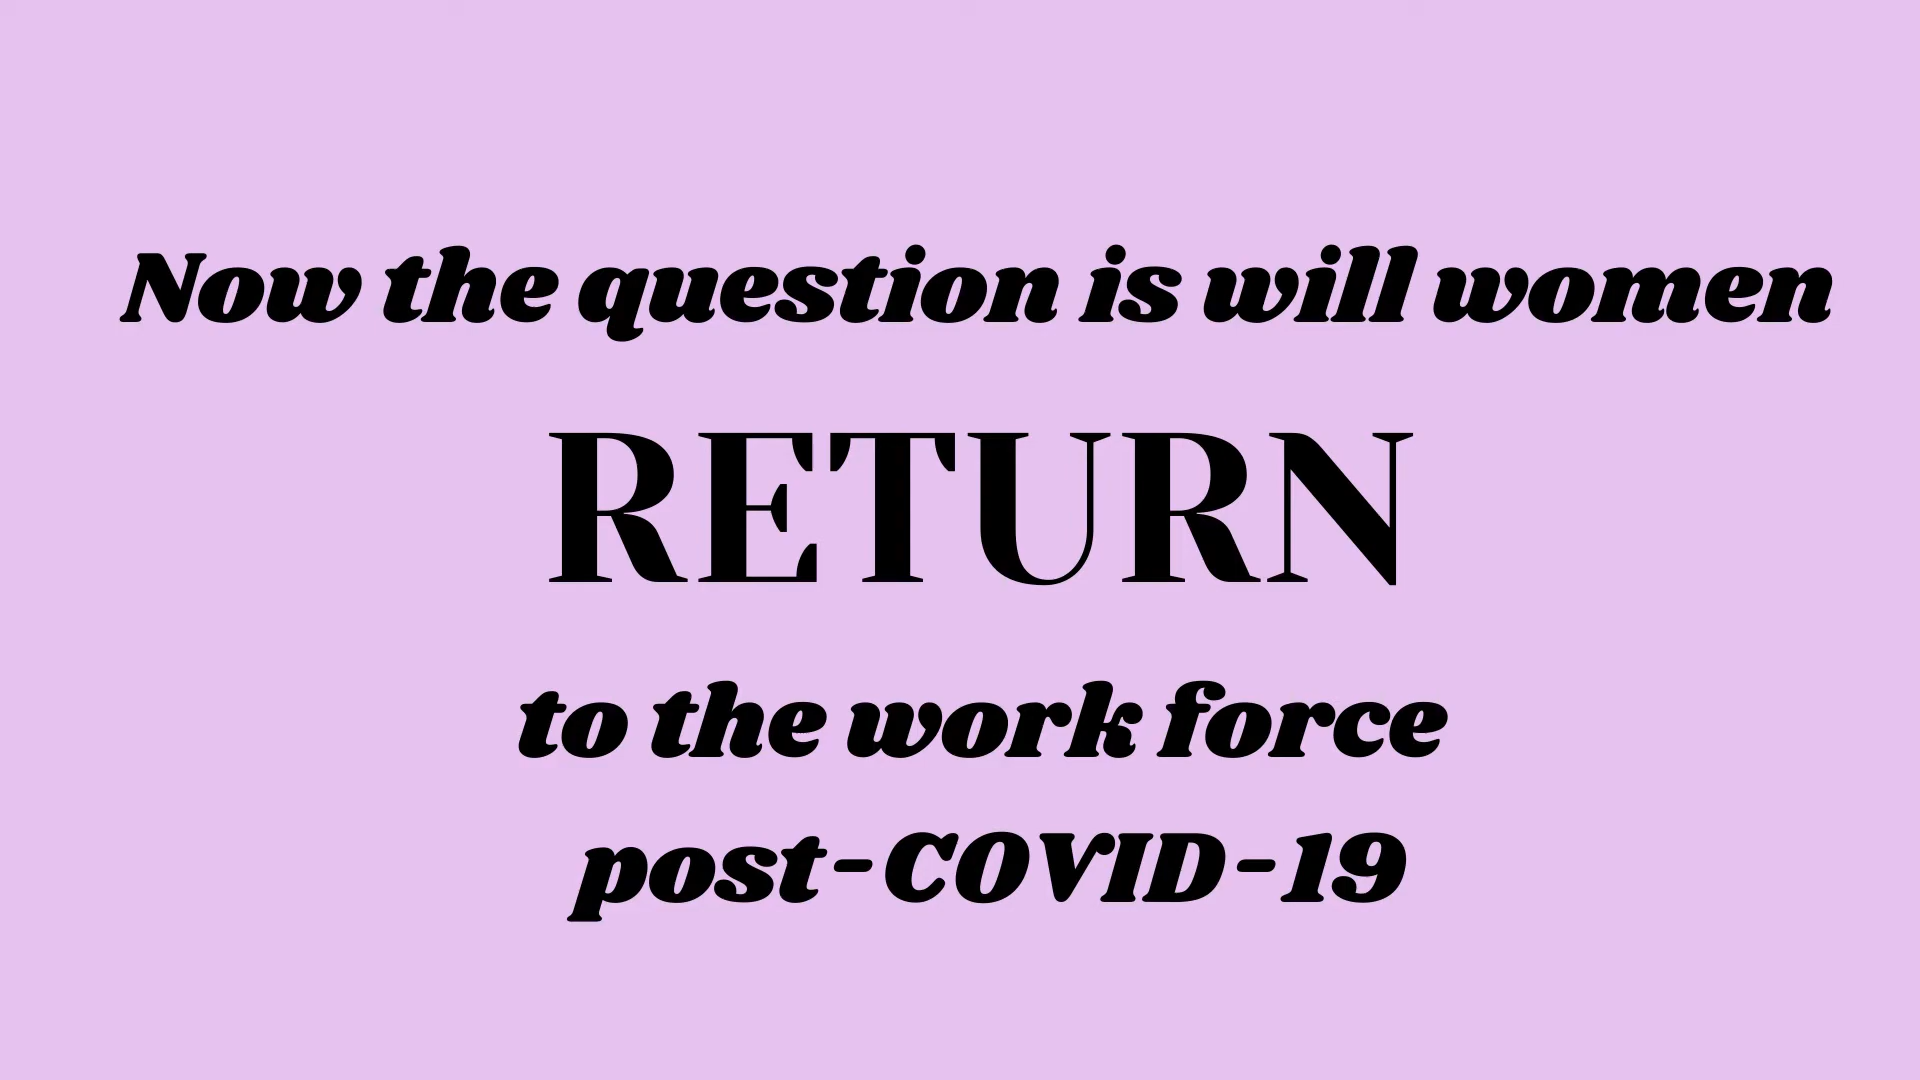 Now the question is will women
RETURN
to the work force
post-COVID-19